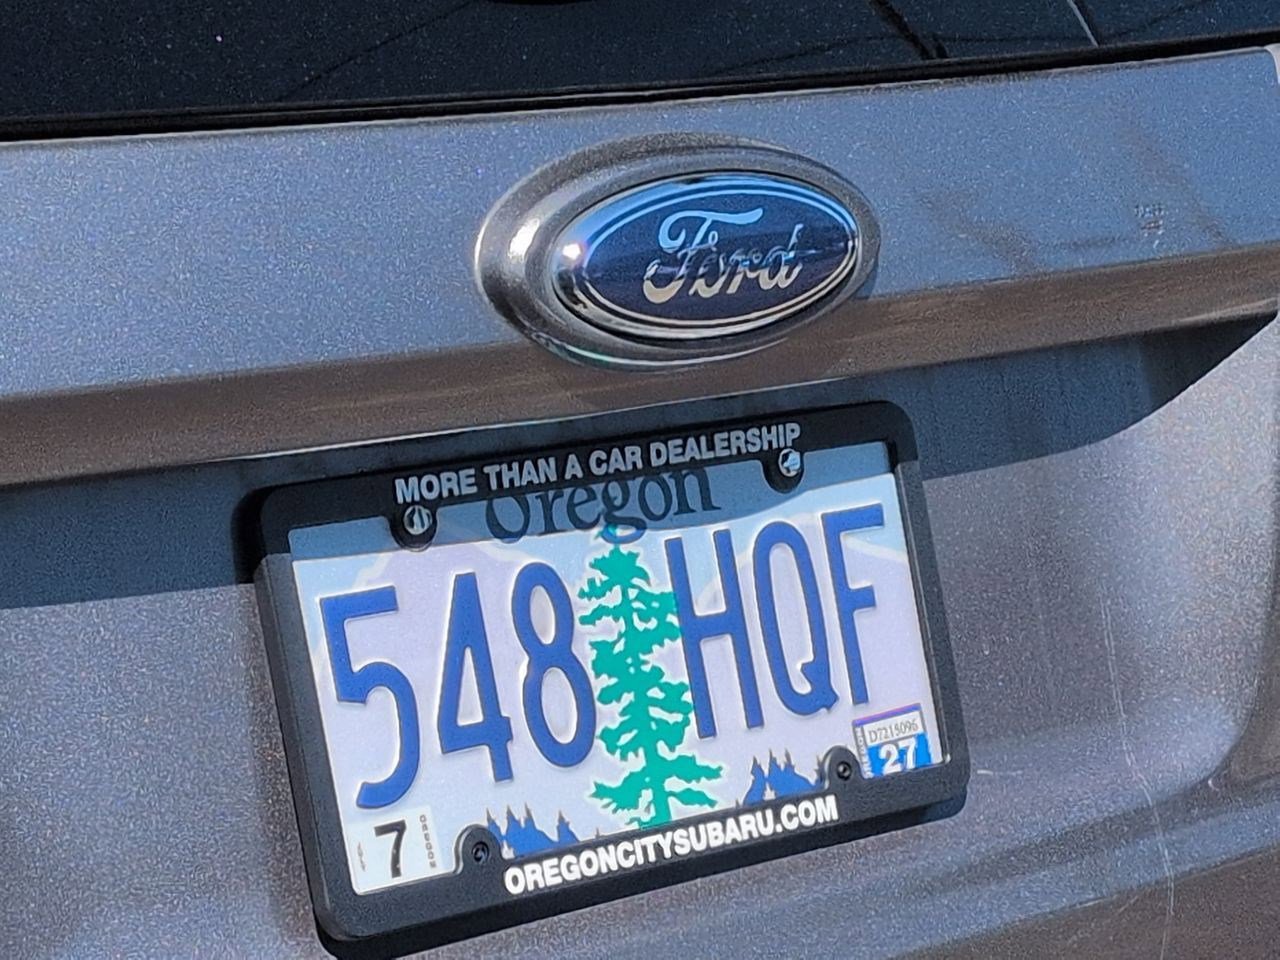 Ford
MORE THAN A CAR DEALERSHIP
Oregon
548 HQF
D7215096
27
7
OREGON
OREGONCITYSUBARU.COM